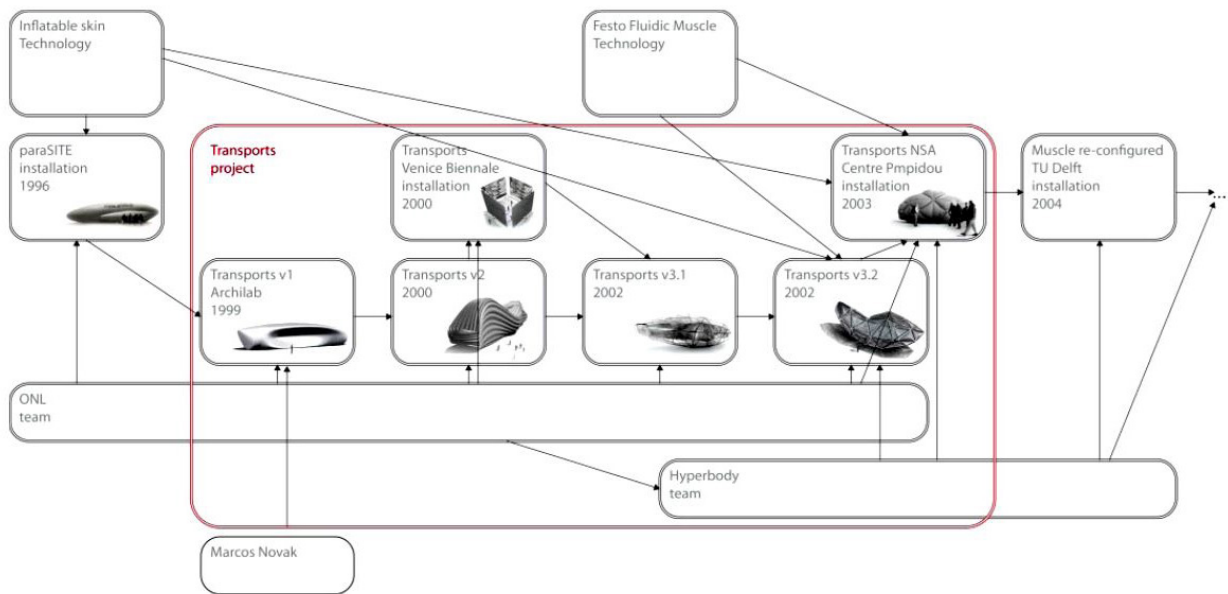 Inflatable skin
Technology
Festo Fluidic Muscle
Technology
paraSITE
installation
1996
Transports
project
Transports
Venice Biennale
installation
2000
Transports NSA
Centre Pmpidou
installation
2003
Muscle re-configured
TU Delft
installation
2004
...
Transports v1
Archilab
1999
Transports v2
2000
Transports v3.1
2002
Transports v3.2
2002
ONL
team
Hyperbody
team
Marcos Novak